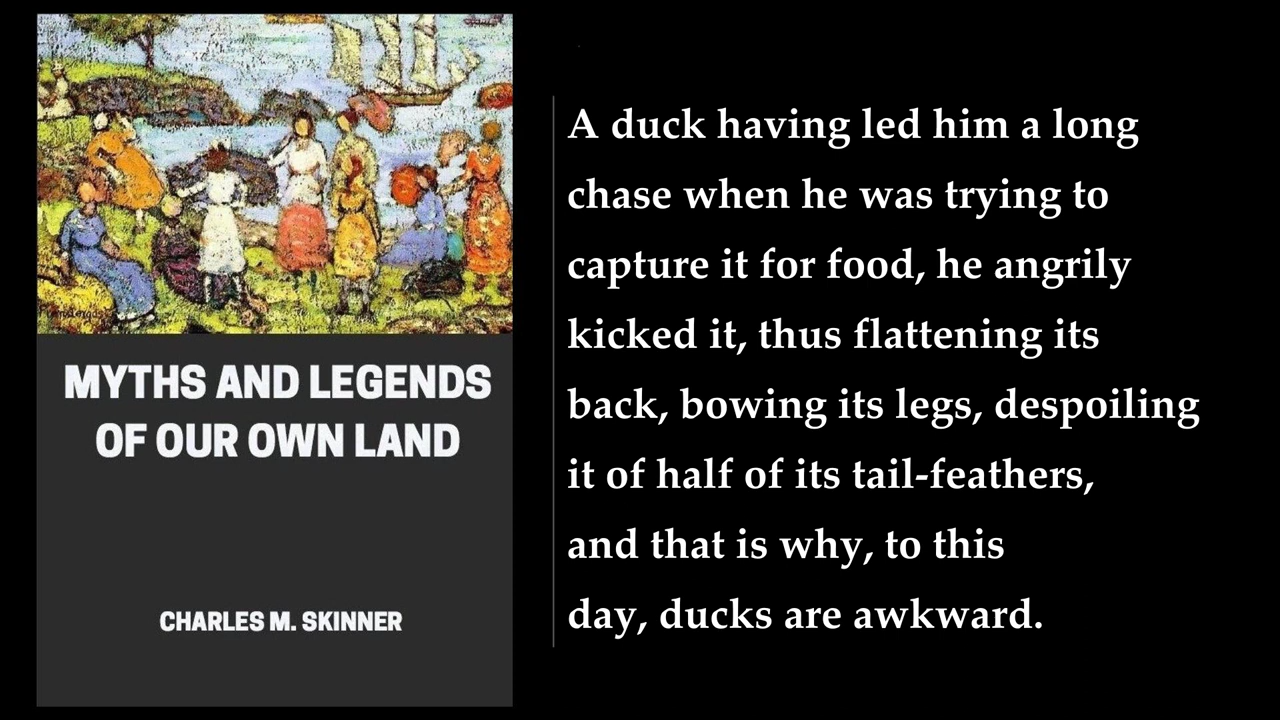 MYTHS AND LEGENDS
OF OUR OWN LAND
CHARLES M. SKINNER
A duck having led him a long
chase when he was trying to
capture it for food, he angrily
kicked it, thus flattening its
back, bowing its legs, despoiling
it of half of its tail-feathers,
and that is why, to this
day, ducks are awkward.